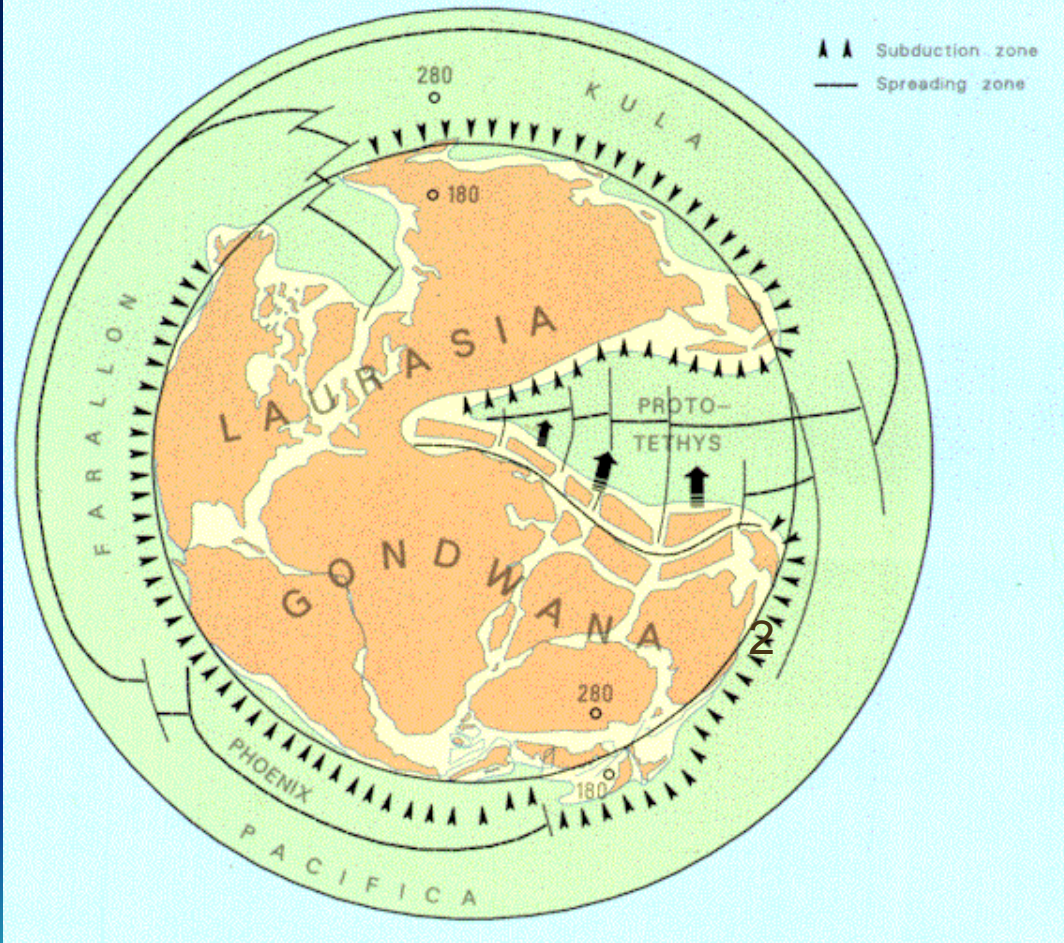 Subduction zone
Spreading zone
280
KULA
180
FARALLON
LAURASIA
PROTO–
TETHYS
GONDWANA
2
280
180
PHOENIX
PACIFICA